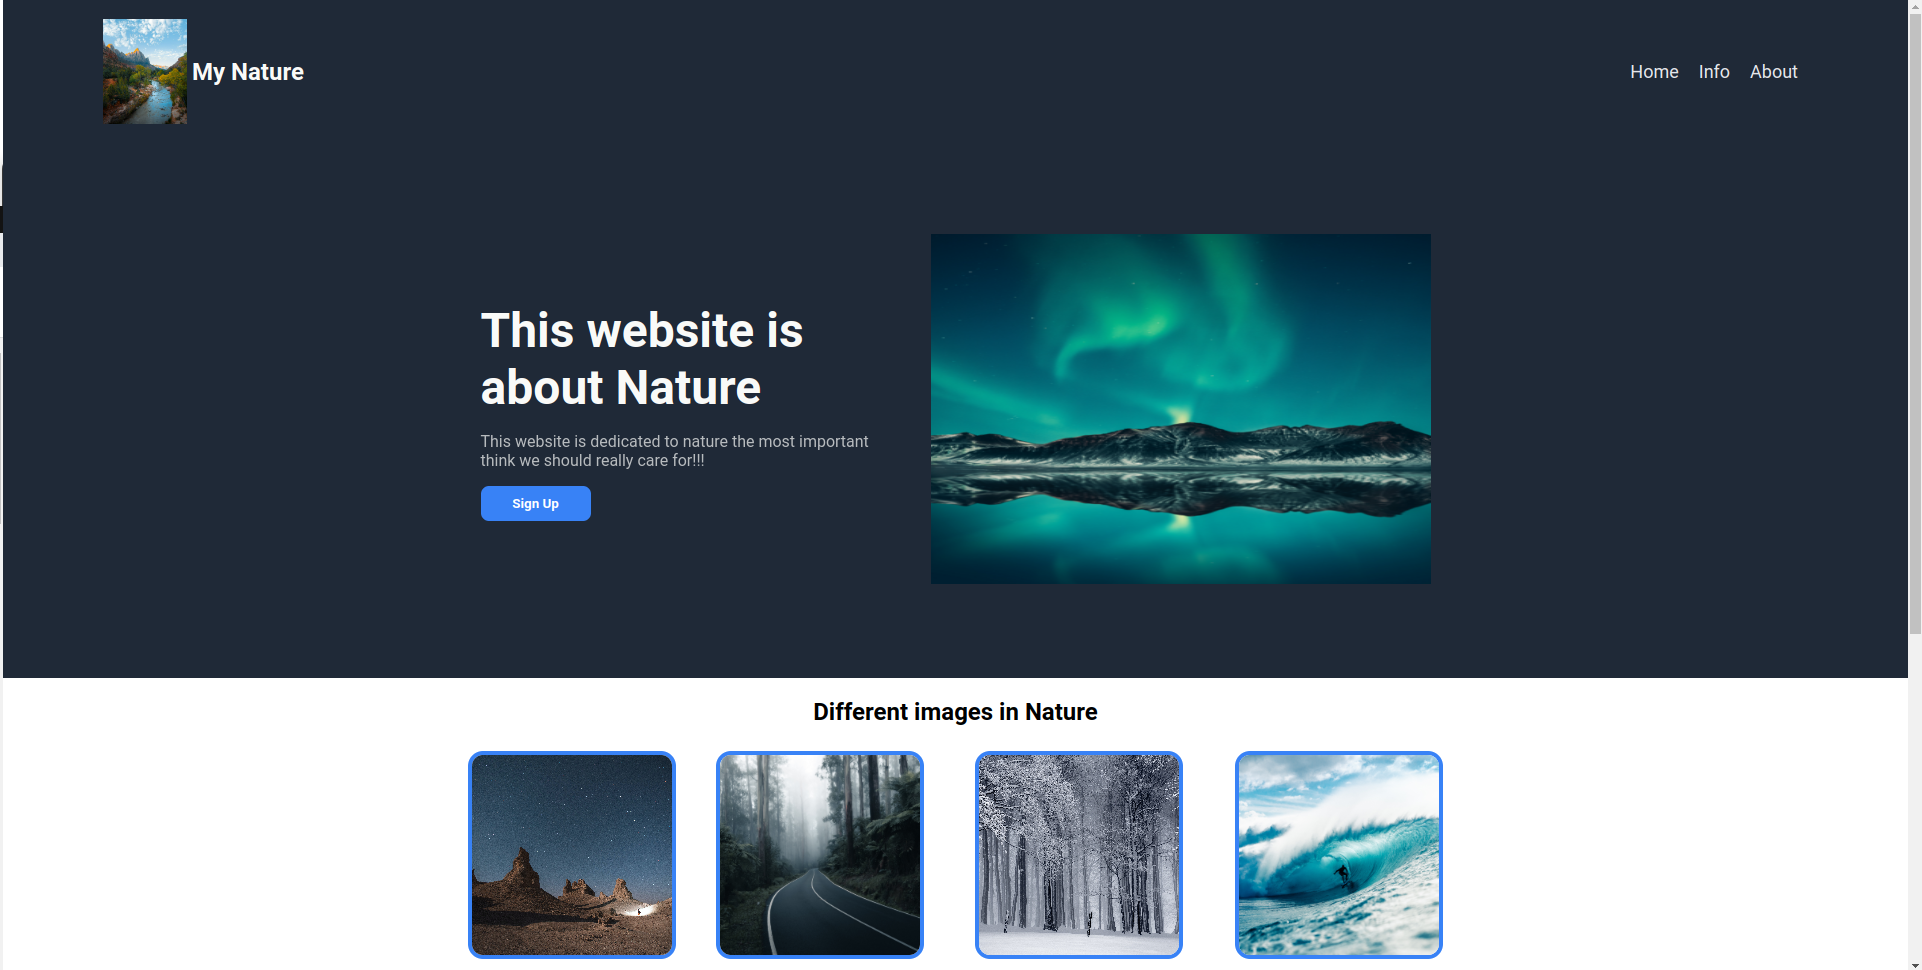 My Nature
Home Info About
This website is
about Nature
This website is dedicated to nature the most important
think we should really care for!!!
Sign Up
Different images in Nature